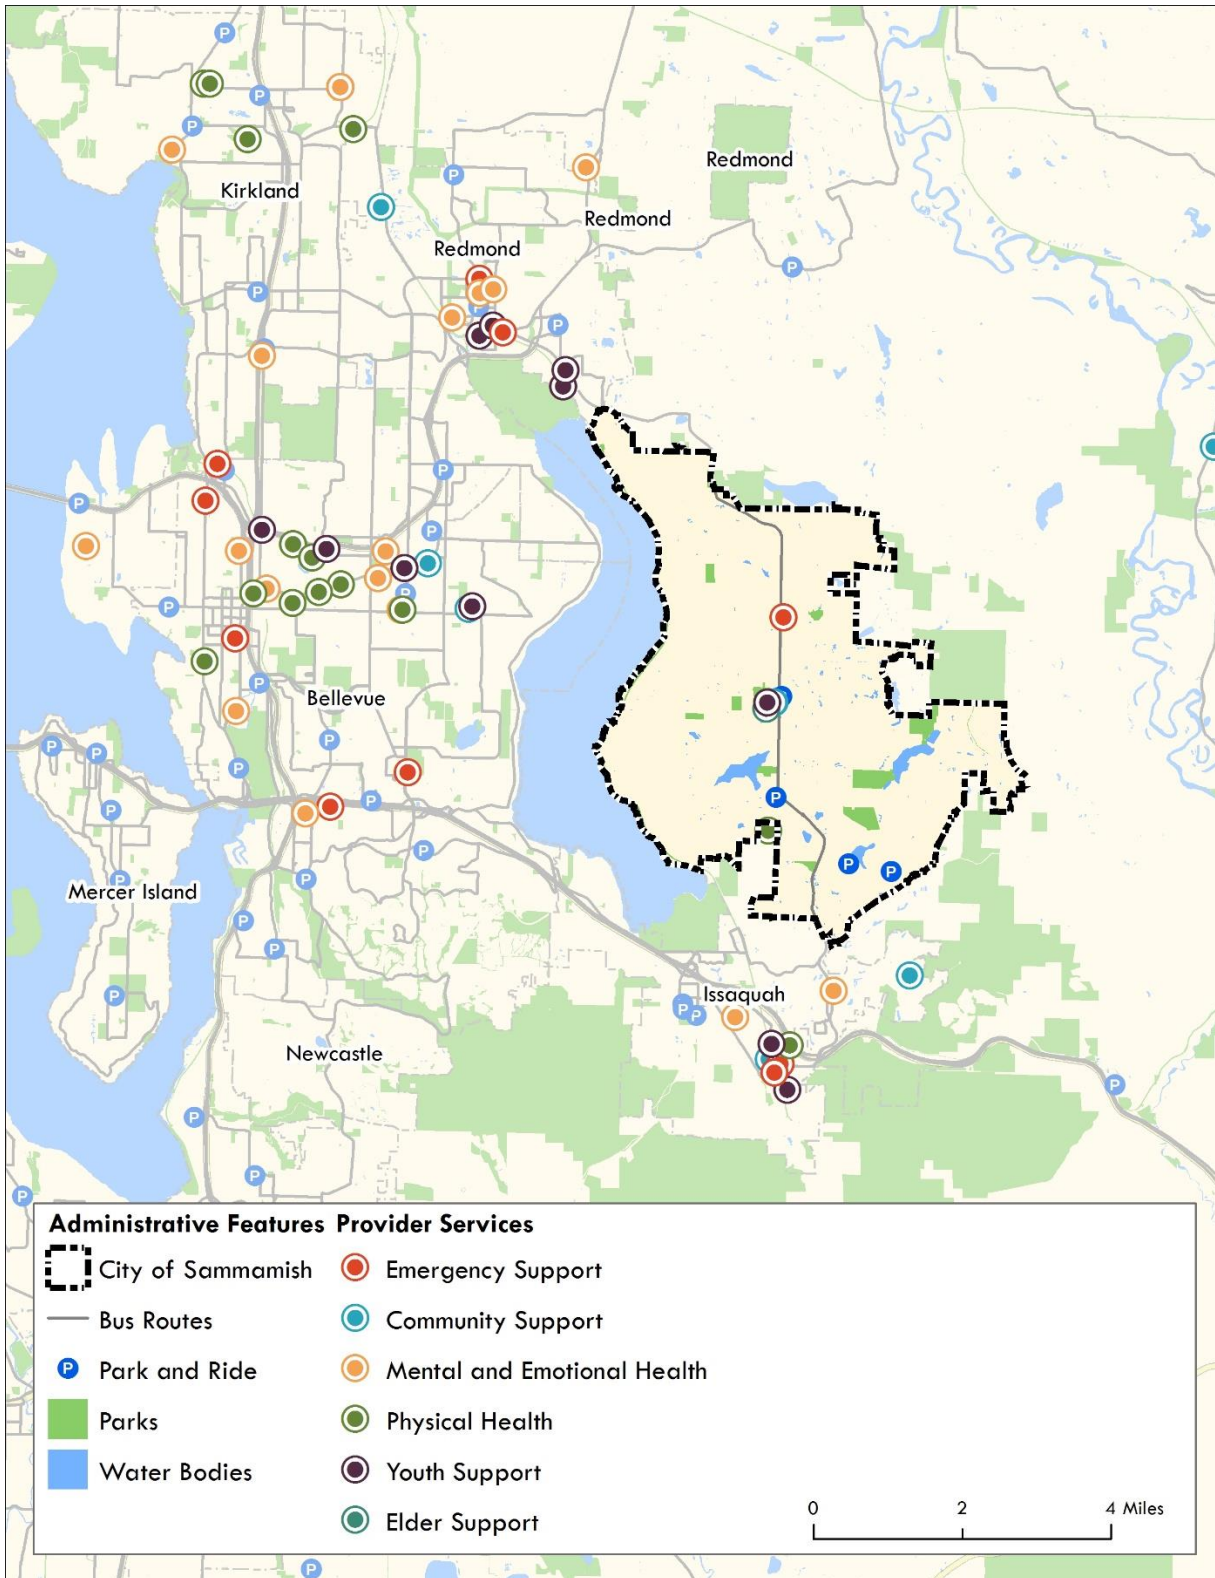 Kirkland
Redmond
Redmond
Redmond
Bellevue
Mercer Island
Issaquah
Newcastle
Administrative Features
City of Sammamish
Bus Routes
P Park and Ride
Parks
Water Bodies
Provider Services
Emergency Support
Community Support
Mental and Emotional Health
Physical Health
Youth Support
Elder Support
0 2 4 Miles